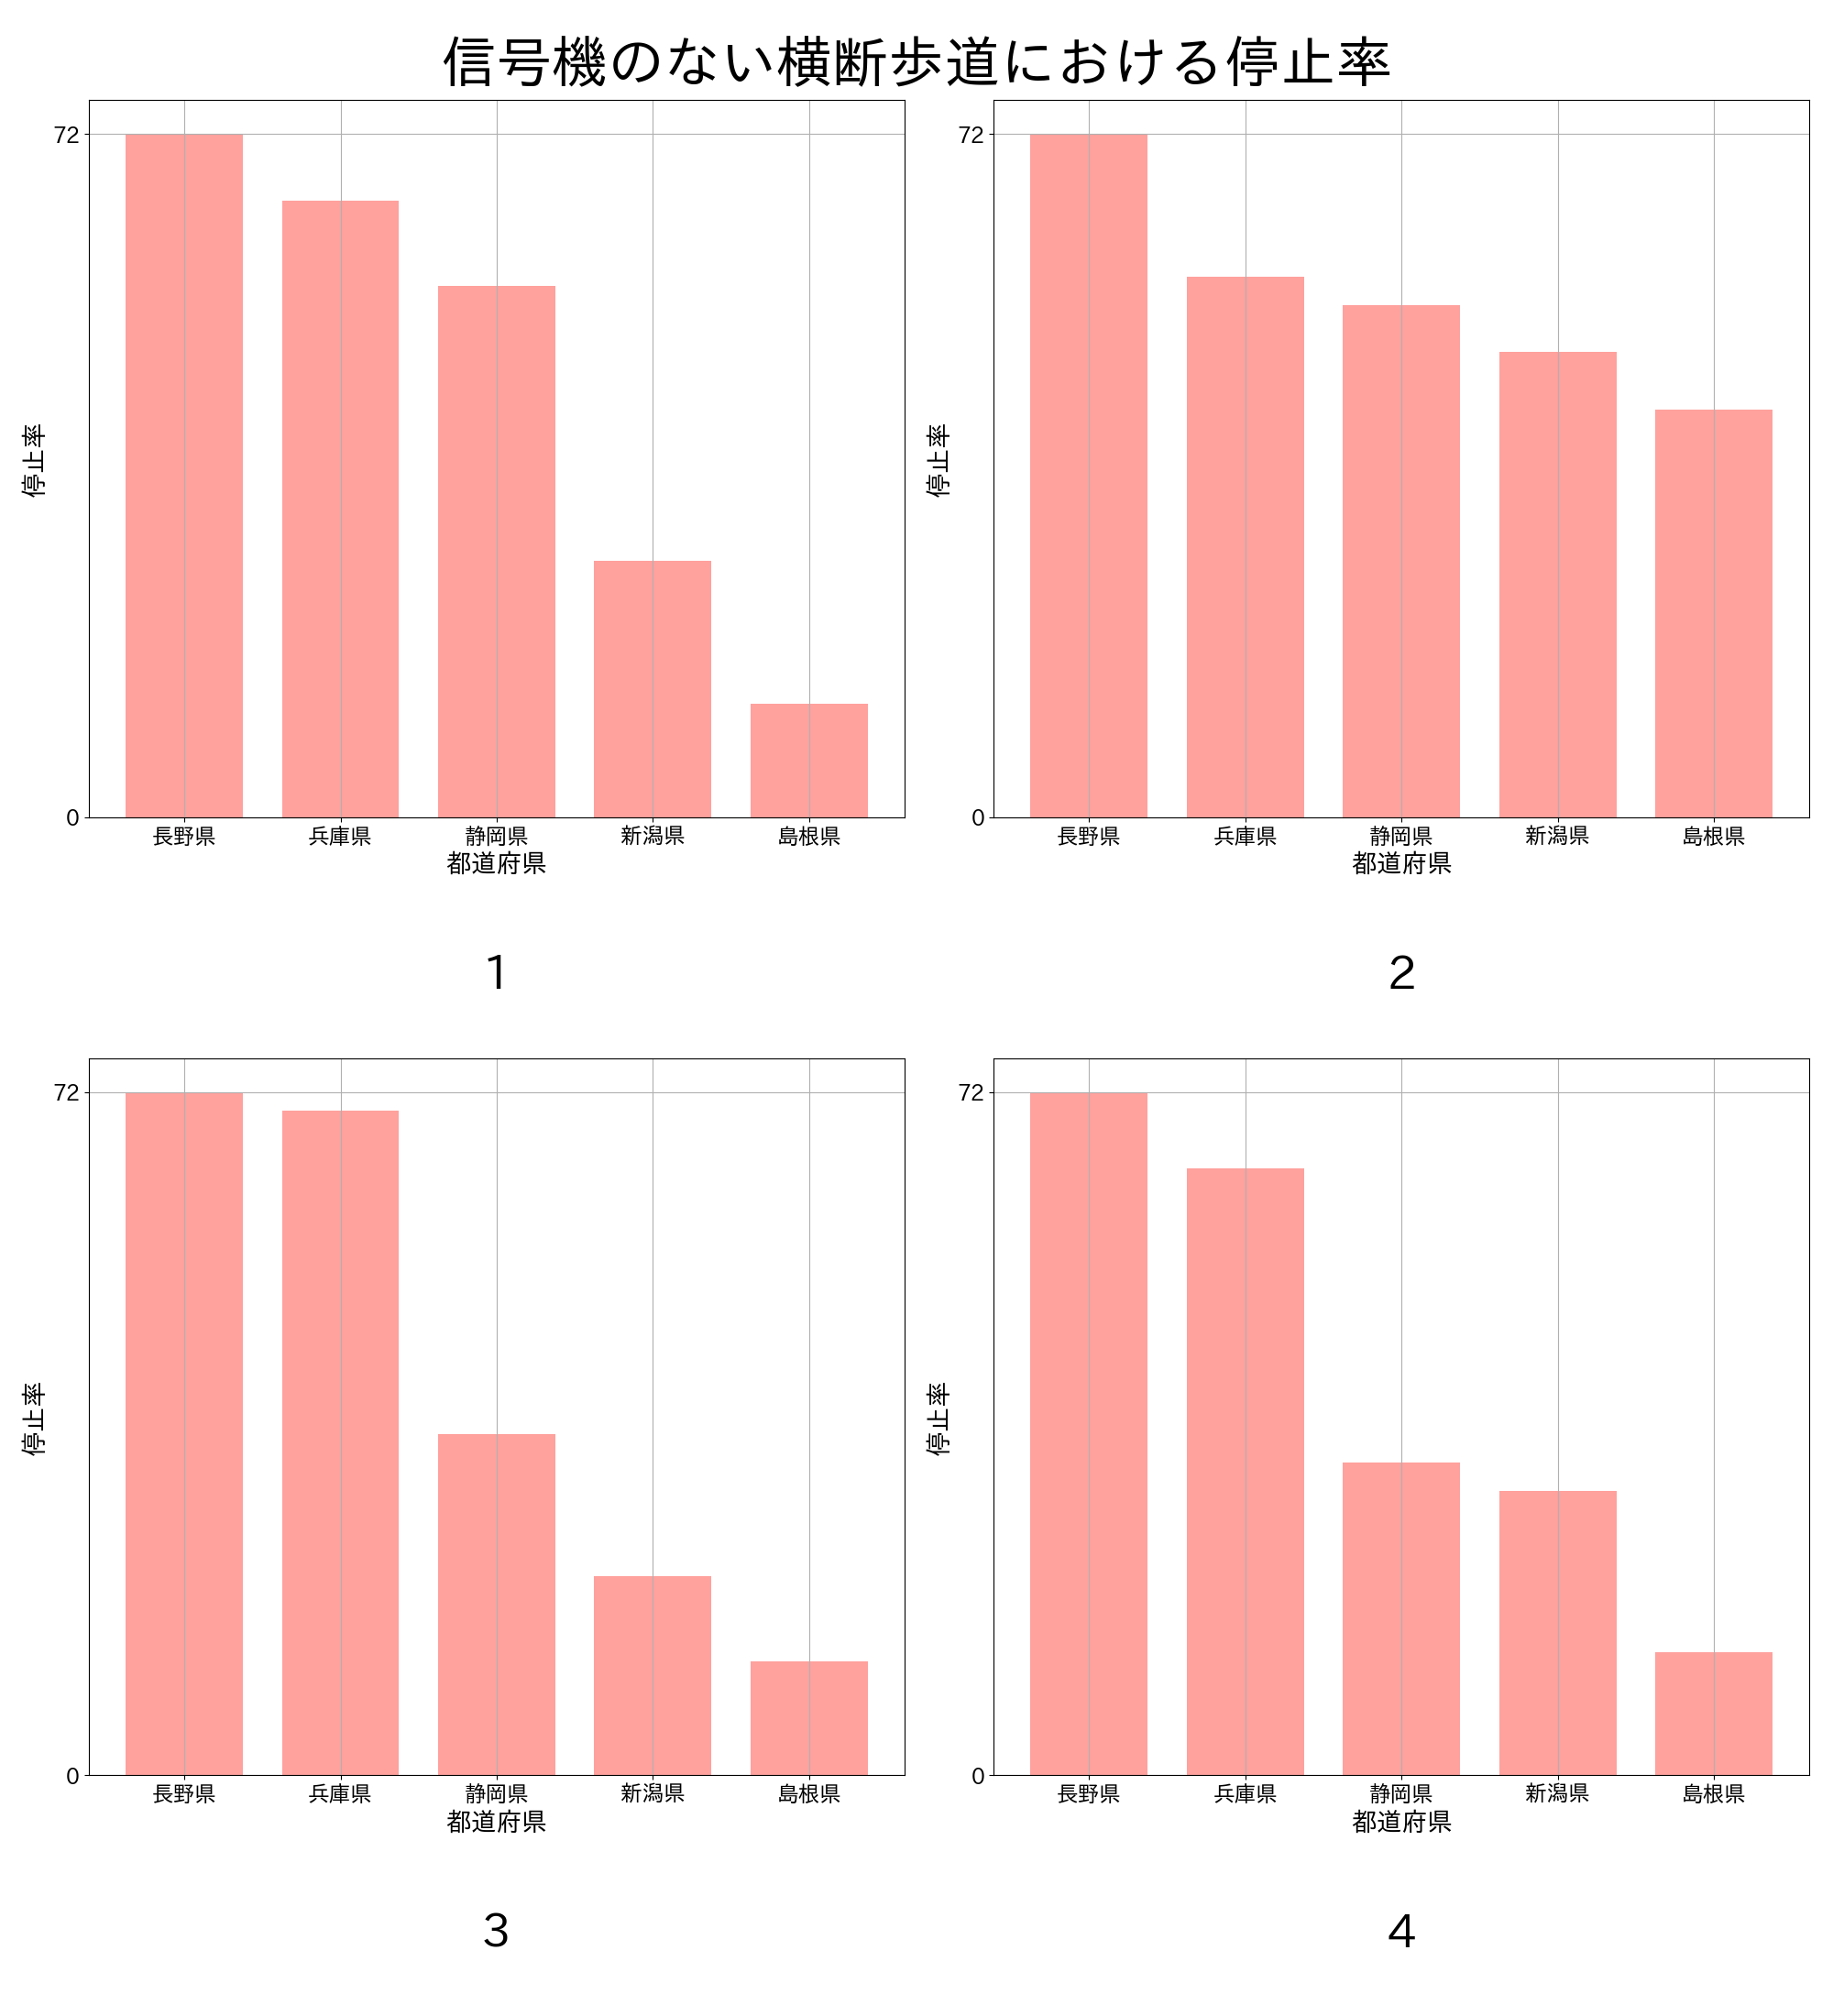 信号機のない横断歩道における停止率
72
0
停止率
長野県 兵庫県 静岡県 新潟県 島根県
都道府県
1
72
0
停止率
長野県 兵庫県 静岡県 新潟県 島根県
都道府県
2
72
0
停止率
長野県 兵庫県 静岡県 新潟県 島根県
都道府県
3
72
0
停止率
長野県 兵庫県 静岡県 新潟県 島根県
都道府県
4